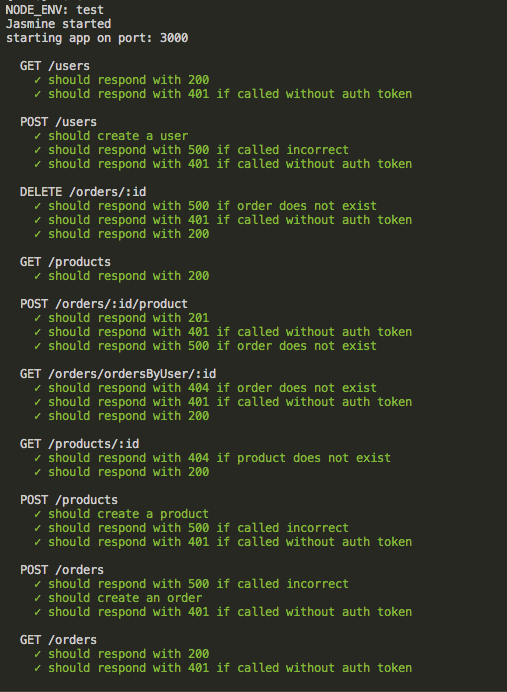 NODE_ENV: test
Jasmine started
starting app on port: 3000
GET /users
✓ should respond with 200
✓ should respond with 401 if called without auth token
POST /users
✓ should create a user
✓ should respond with 500 if called incorrect
✓ should respond with 401 if called without auth token
DELETE /orders/:id
✓ should respond with 500 if order does not exist
✓ should respond with 401 if called without auth token
✓ should respond with 200
GET /products
✓ should respond with 200
POST /orders/:id/product
✓ should respond with 201
✓ should respond with 401 if called without auth token
✓ should respond with 500 if order does not exist
GET /orders/ordersByUser/:id
✓ should respond with 404 if order does not exist
✓ should respond with 401 if called without auth token
✓ should respond with 200
GET /products/:id
✓ should respond with 404 if product does not exist
✓ should respond with 200
POST /products
✓ should create a product
✓ should respond with 500 if called incorrect
✓ should respond with 401 if called without auth token
POST /orders
✓ should respond with 500 if called incorrect
✓ should create an order
✓ should respond with 401 if called without auth token
GET /orders
✓ should respond with 200
✓ should respond with 401 if called without auth token